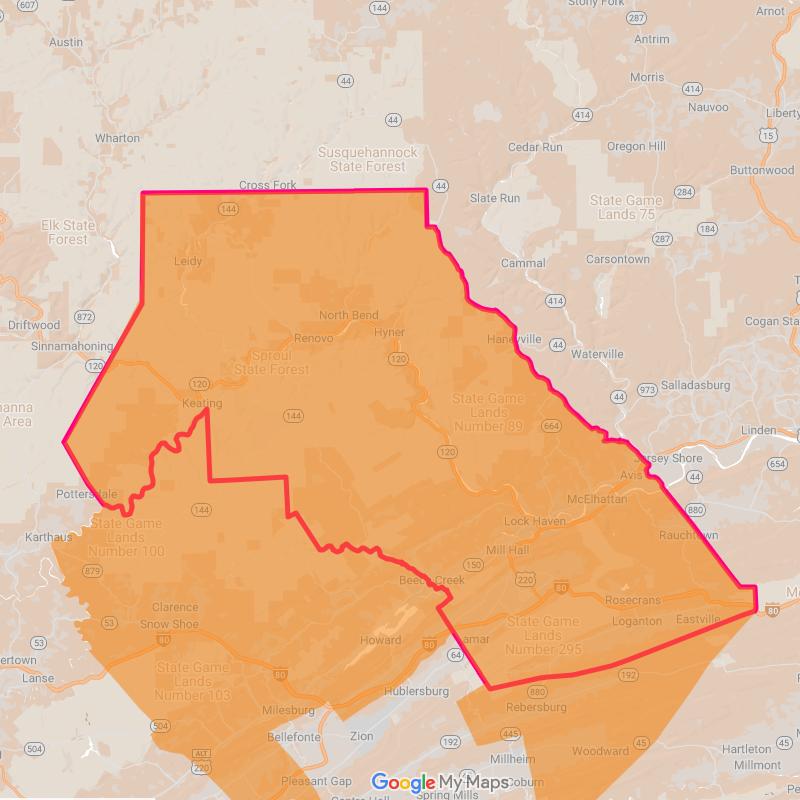 607
Austin
144
44
Stony Fork
287
Antrim
Arnot
Morris
414
Nauvoo
Liberty
15
44
414
Wharton
Cedar Run
Oregon Hill
Susquehannock
State Forest
Buttonwood
Cross Fork
44
Slate Run
State Game
Lands 75
284
144
184
Elk State
Forest
287
Leidy
Cammal
Carsontown
414
872
North Bend
Driftwood
Cogan Sta
Renovo
Hyner
Haneyville
44
Sinnamahoning
Waterville
Sproul
State Forest
120
120
120
973
Salladasburg
44
State Game
Lands
Number 89
Keating
anna
Area
144
664
Linden
120
Jersey Shore
654
Avis
44
Pottersdale
McElhattan
144
880
State Game
Lands
Number 100
Lock Haven
Rauchtown
Karthaus
Mill Hall
150
879
220
80
Beech Creek
Rosecrans
Clarence
53
Snow Shoe
Loganton
Eastville
80
State Game
Lands
Number 295
80
53
Howard
Lamar
64
ertown
Lanse
State Game
Lands
Number 103
80
192
880
Hublersburg
Rebersburg
Milesburg
504
445
Bellefonte
Zion
192
45
504
Woodward
Hartleton
ALT
220
Millheim
45
Millmont
Pleasant Gap
Google My Maps
Coburn
Spring Mills
Centre Hall